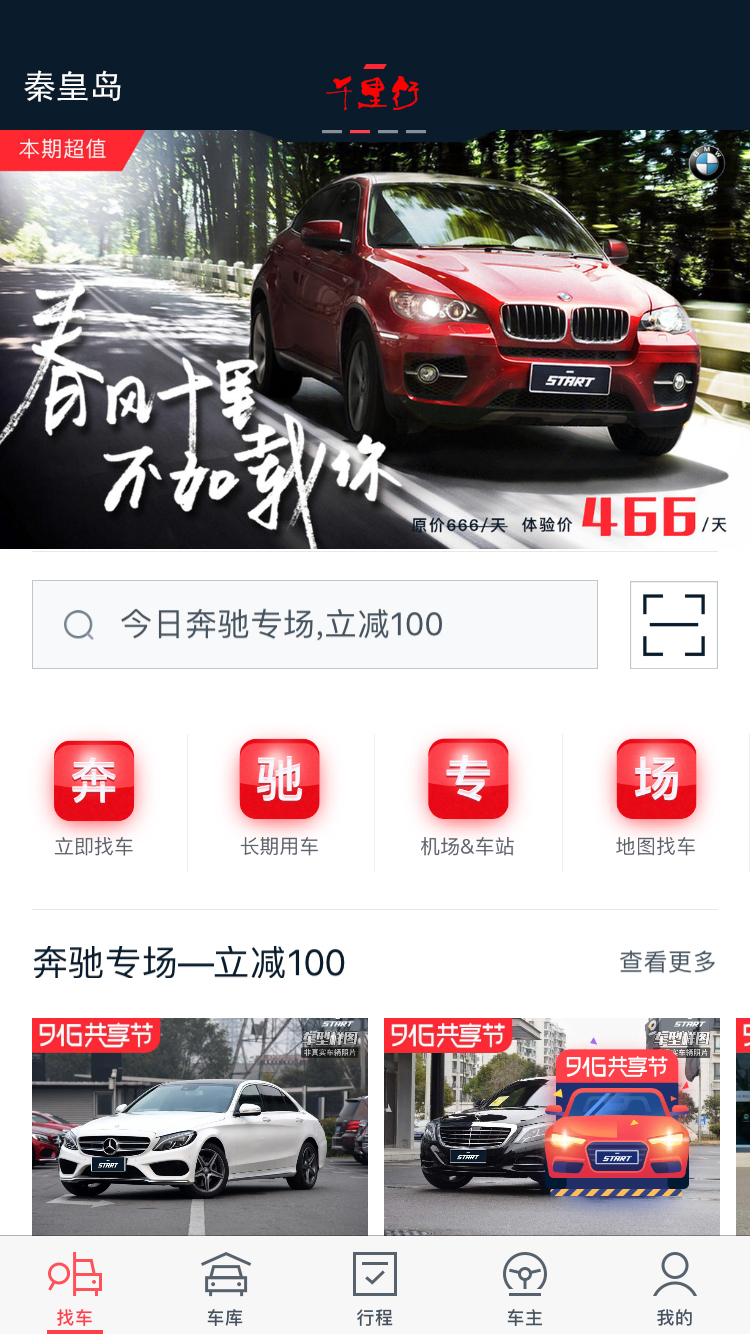 秦皇岛
千里行
本期超值
BMW
START
春风十里
不如载你
原价666/天 体验价 466/天
今日奔驰专场,立减100
奔 驰 专 场
立即找车 长期用车 机场&车站 地图找车
奔驰专场—立减100 查看更多
916共享节 START 916共享节 START
车型样图 车型样图
非真实车辆照片 非真实车辆照片
916共享节
START START START
找车 车库 行程 车主 我的